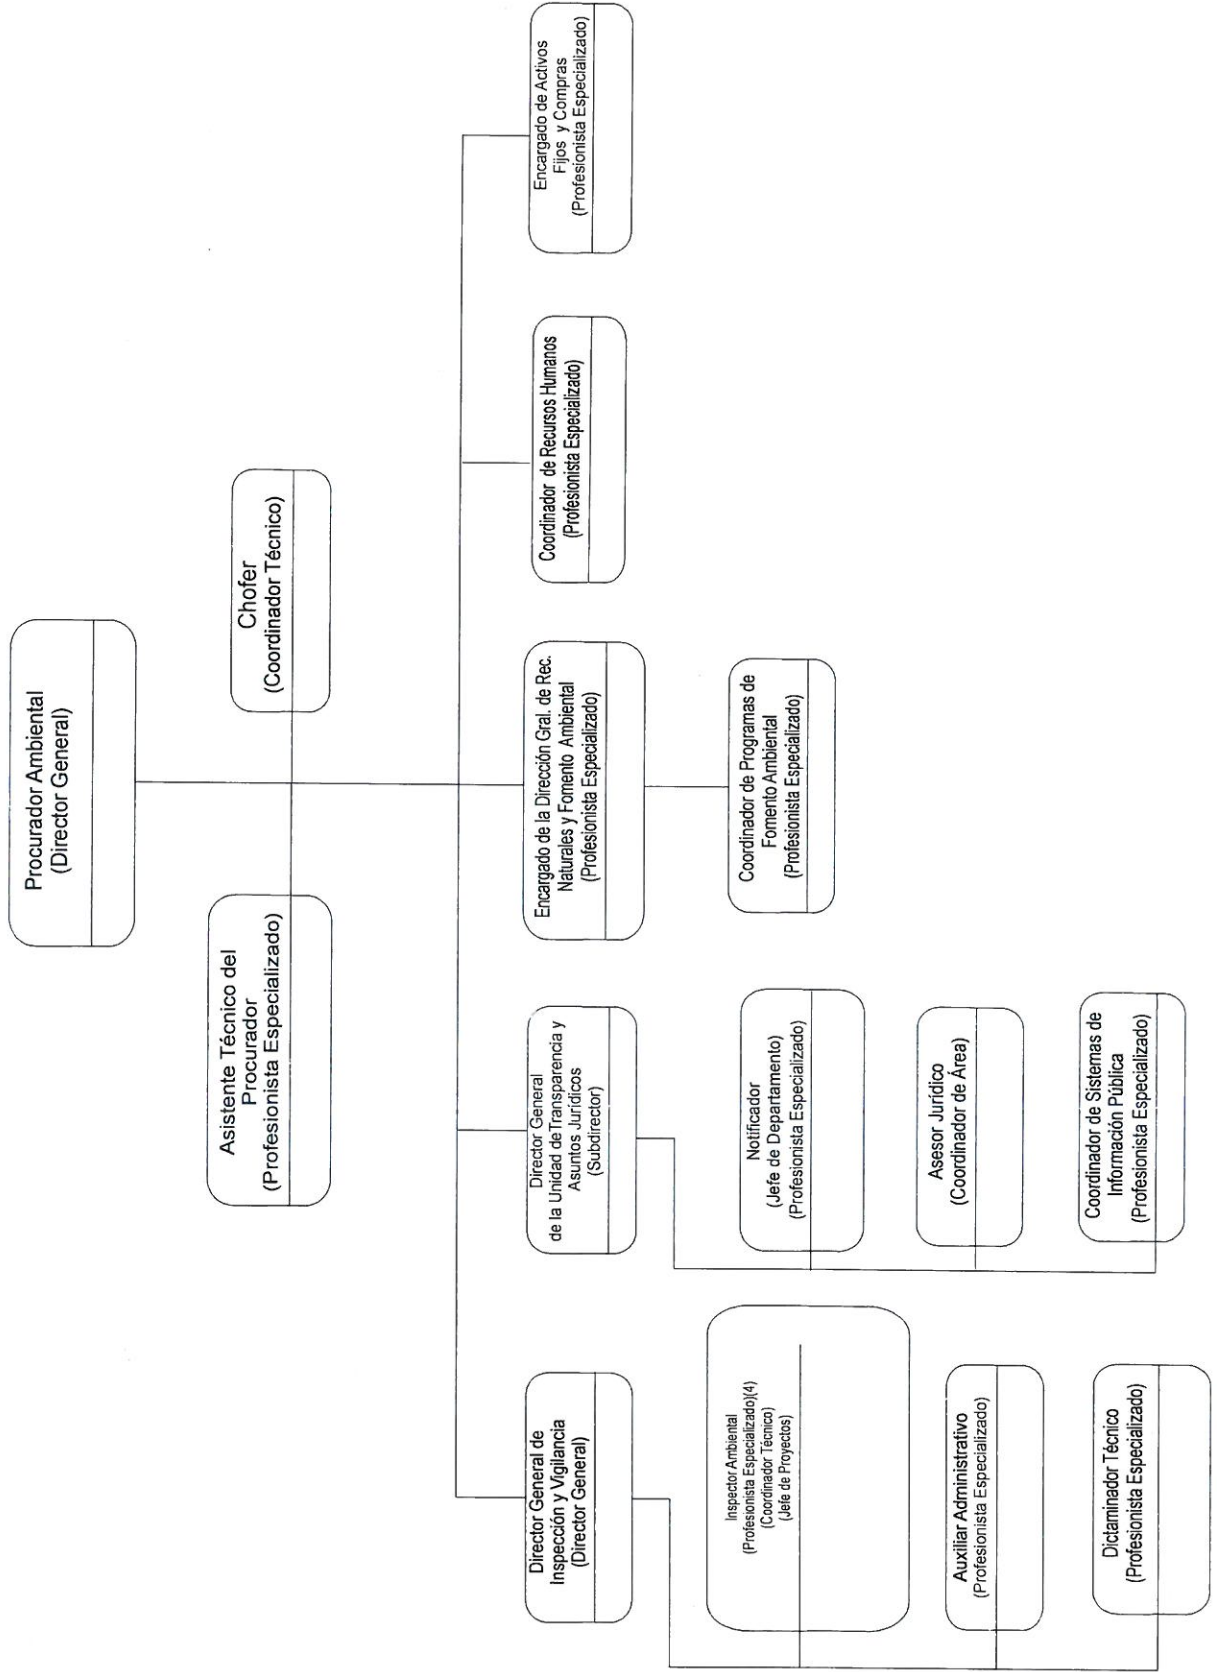 Procurador Ambiental
(Director General)
Asistente Técnico del
Procurador
(Profesionista Especializado)
Chofer
(Coordinador Técnico)
Director General de
Inspección y Vigilancia
(Director General)
Director General
de la Unidad de Transparencia y
Asuntos Jurídicos
(Subdirector)
Encargado de la Dirección Gral. de Rec.
Naturales y Fomento Ambiental
(Profesionista Especializado)
Coordinador de Recursos Humanos
(Profesionista Especializado)
Encargado de Activos
Fijos y Compras
(Profesionista Especializado)
Inspector Ambiental
(Profesionista Especializado)(4)
(Coordinador Técnico)
(Jefe de Proyectos)
Auxiliar Administrativo
(Profesionista Especializado)
Dictaminador Técnico
(Profesionista Especializado)
Notificador
(Jefe de Departamento)
(Profesionista Especializado)
Asesor Jurídico
(Coordinador de Área)
Coordinador de Sistemas de
Información Pública
(Profesionista Especializado)
Coordinador de Programas de
Fomento Ambiental
(Profesionista Especializado)